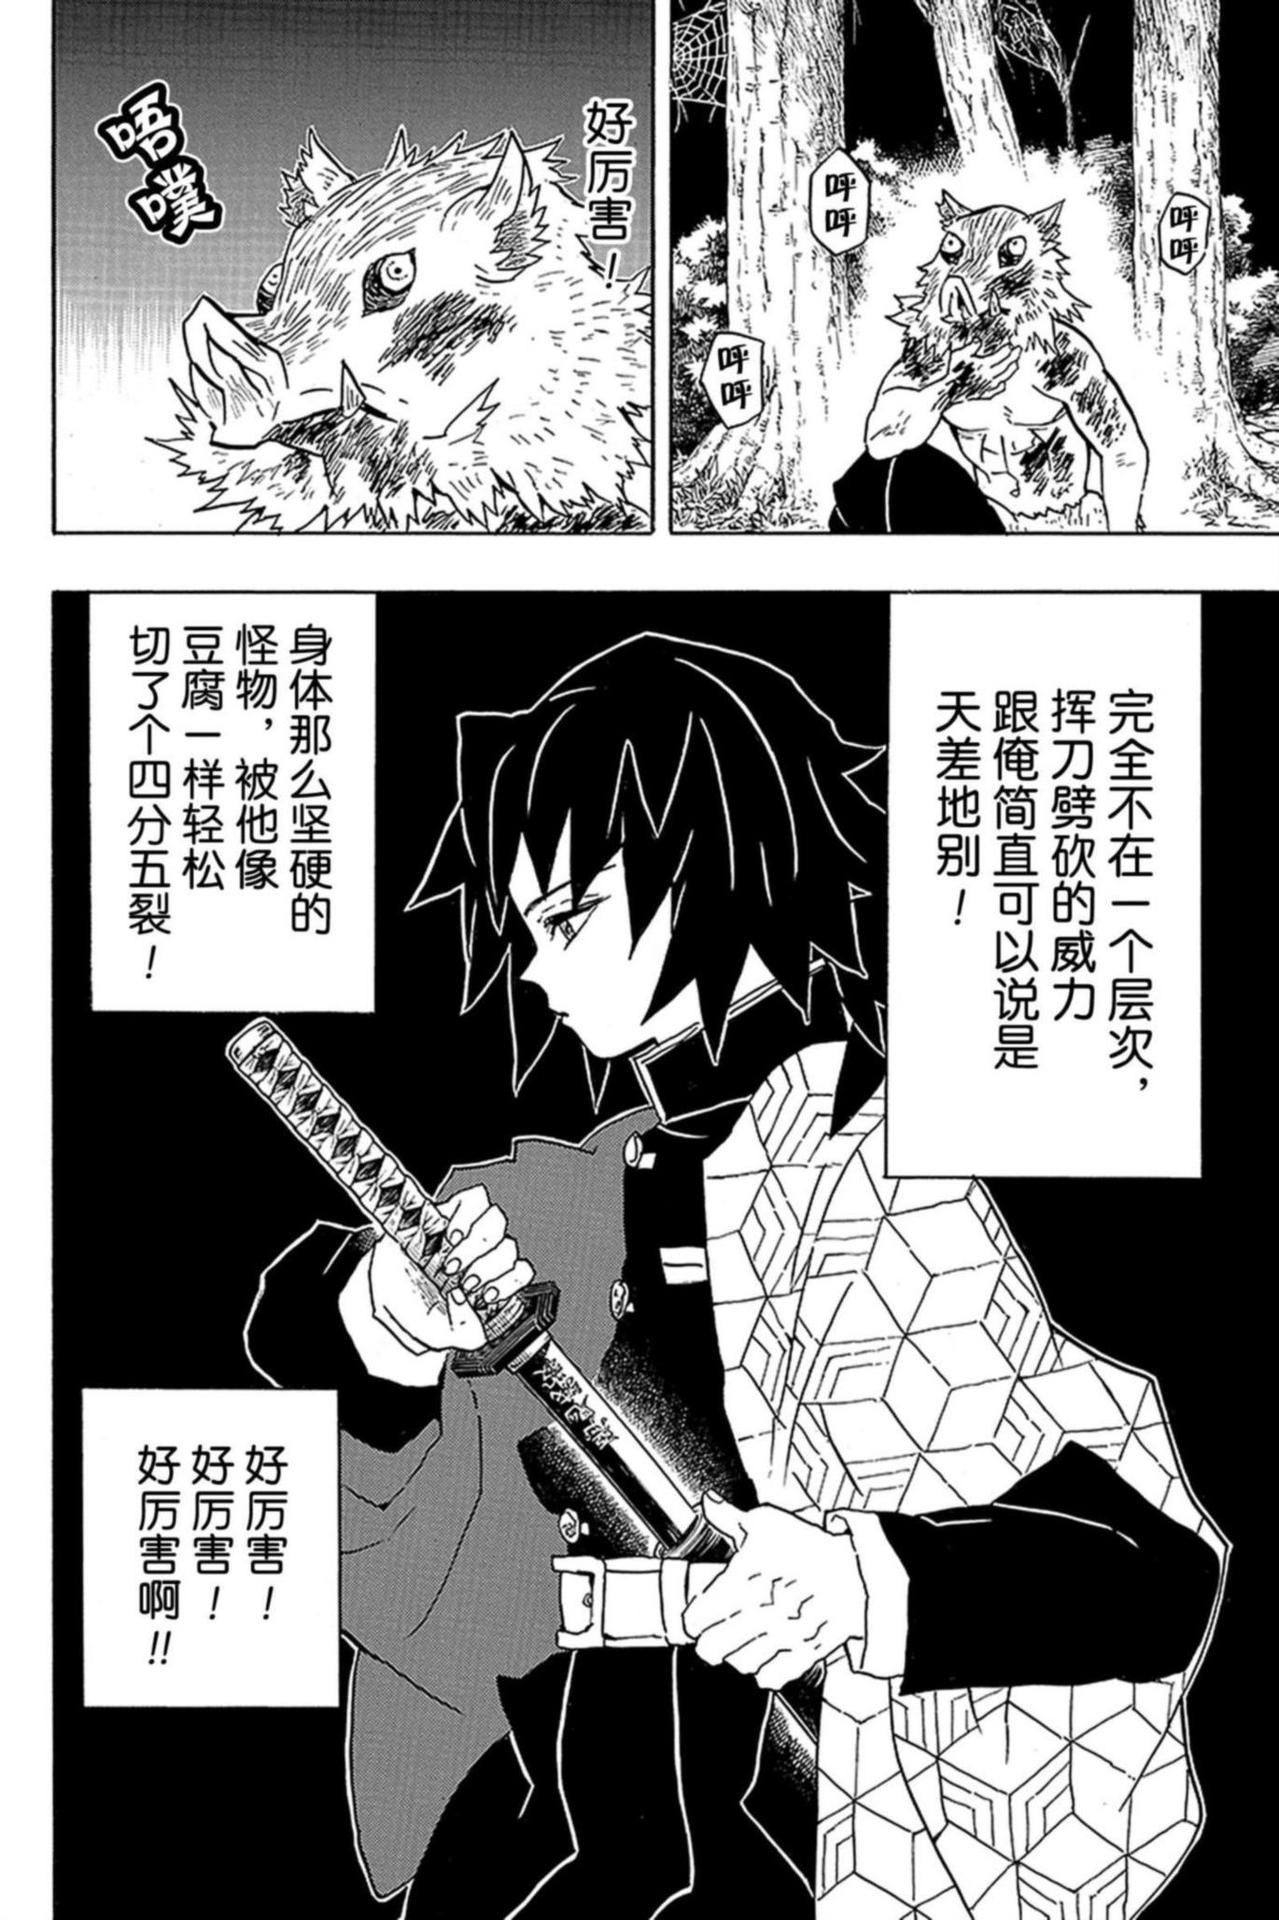 呼呼
呼呼
呼呼
好厉害！
唔
噗
完全不在一个层次，
挥刀劈砍的威力
跟俺简直可以说是
天差地别！
身体那么坚硬的
怪物，被他像
豆腐一样轻松
切了个四分五裂！
好厉害！
好厉害！
好厉害啊!!